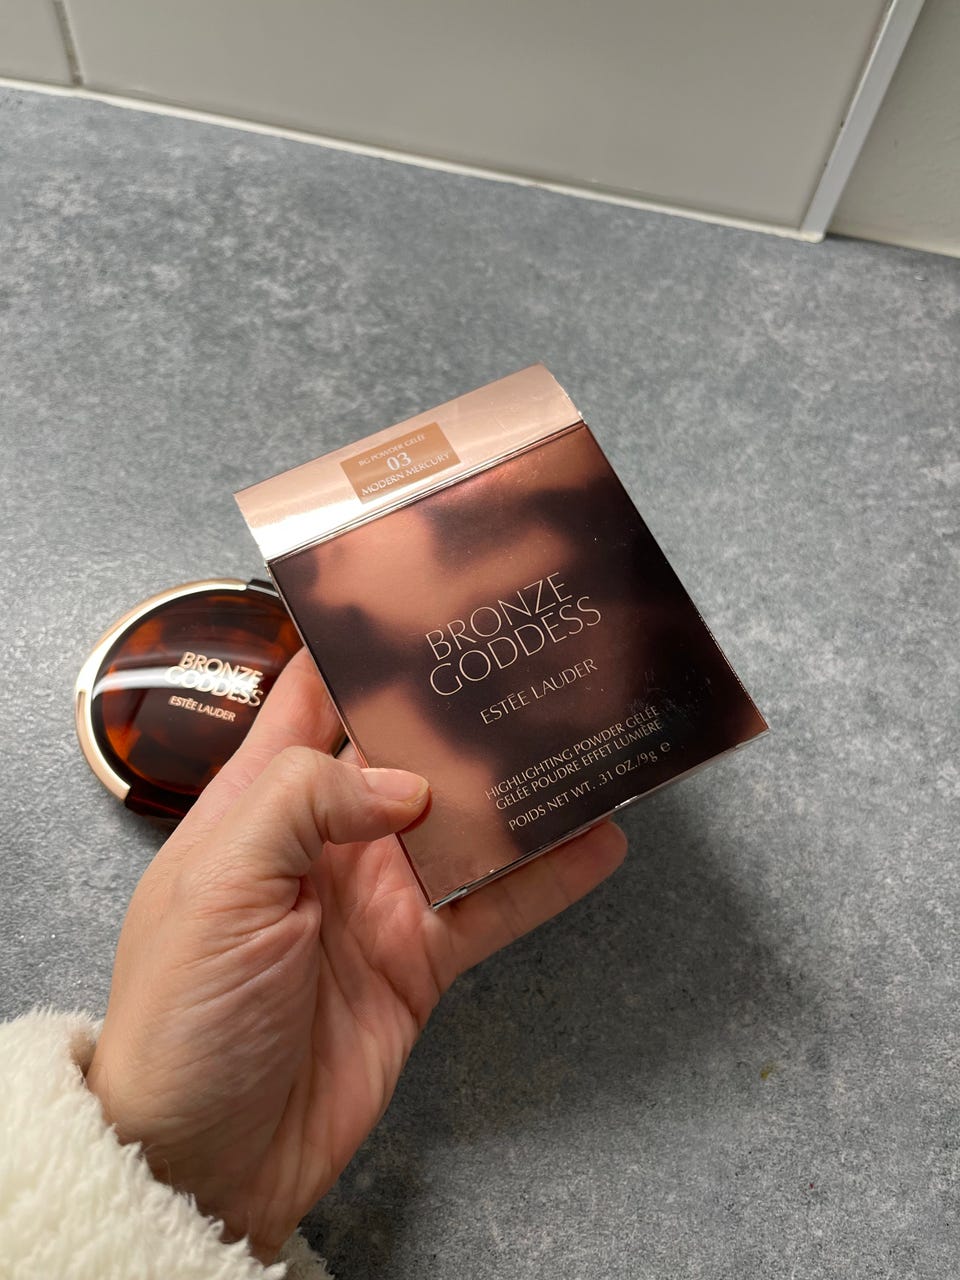 BG POWDER GELÉE
03
MODERN MERCURY
BRONZE
GODDESS
ESTĒE LAUDER
HIGHLIGHTING POWDER GELÉE
GELÉE POUDRE EFFET LUMIÈRE
POIDS NET WT. .31 OZ./9g ℮
BRONZE
GODDESS
ESTĒE LAUDER